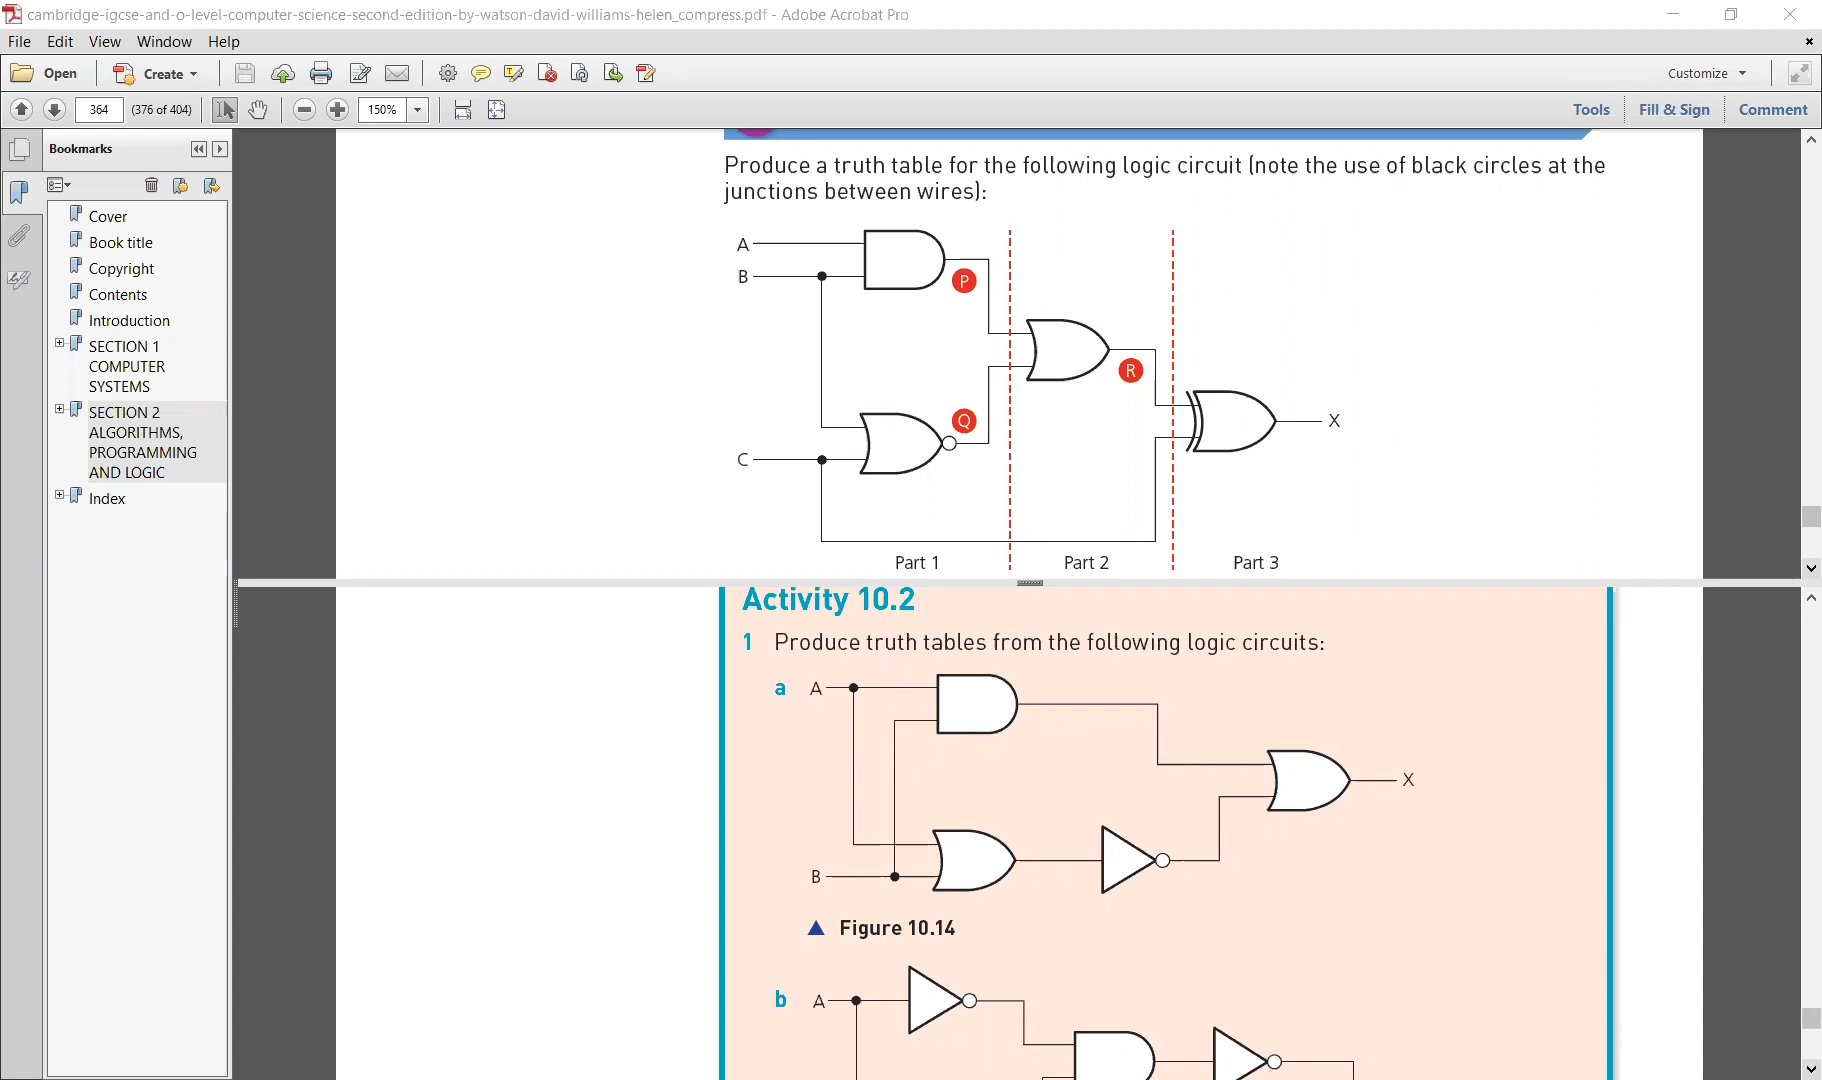 cambridge-igcse-and-o-level-computer-science-second-edition-by-watson-david-williams-helen_compress.pdf - Adobe Acrobat Pro
File Edit View Window Help
Open Create Customize
364 (376 of 404) 150% Tools Fill & Sign Comment
Bookmarks
Cover
Book title
Copyright
Contents
Introduction
SECTION 1
COMPUTER
SYSTEMS
SECTION 2
ALGORITHMS,
PROGRAMMING
AND LOGIC
Index
Produce a truth table for the following logic circuit (note the use of black circles at the
junctions between wires):
A
B
P
R
Q
X
C
Part 1 Part 2 Part 3
Activity 10.2
1 Produce truth tables from the following logic circuits:
a A
X
B
▲ Figure 10.14
b A